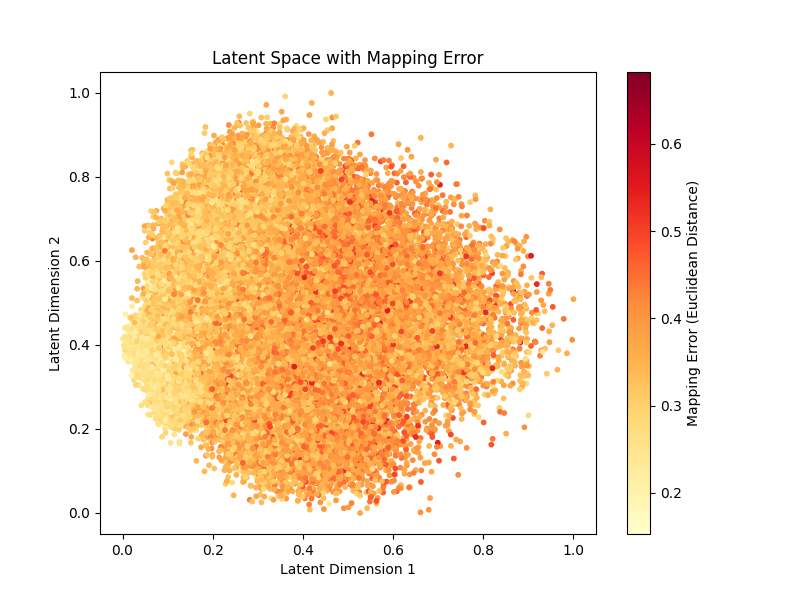 Latent Space with Mapping Error
1.0
0.8
0.6
0.4
0.2
0.0
Latent Dimension 2
0.0 0.2 0.4 0.6 0.8 1.0
Latent Dimension 1
0.6
0.5
0.4
0.3
0.2
Mapping Error (Euclidean Distance)